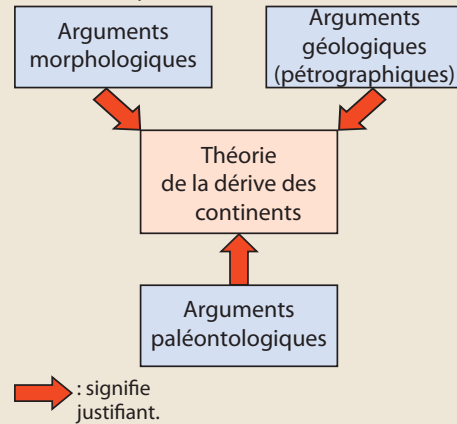 Arguments
morphologiques
Arguments
géologiques
(pétrographiques)
Théorie
de la dérive des
continents
Arguments
paléontologiques
: signifie
justifiant.